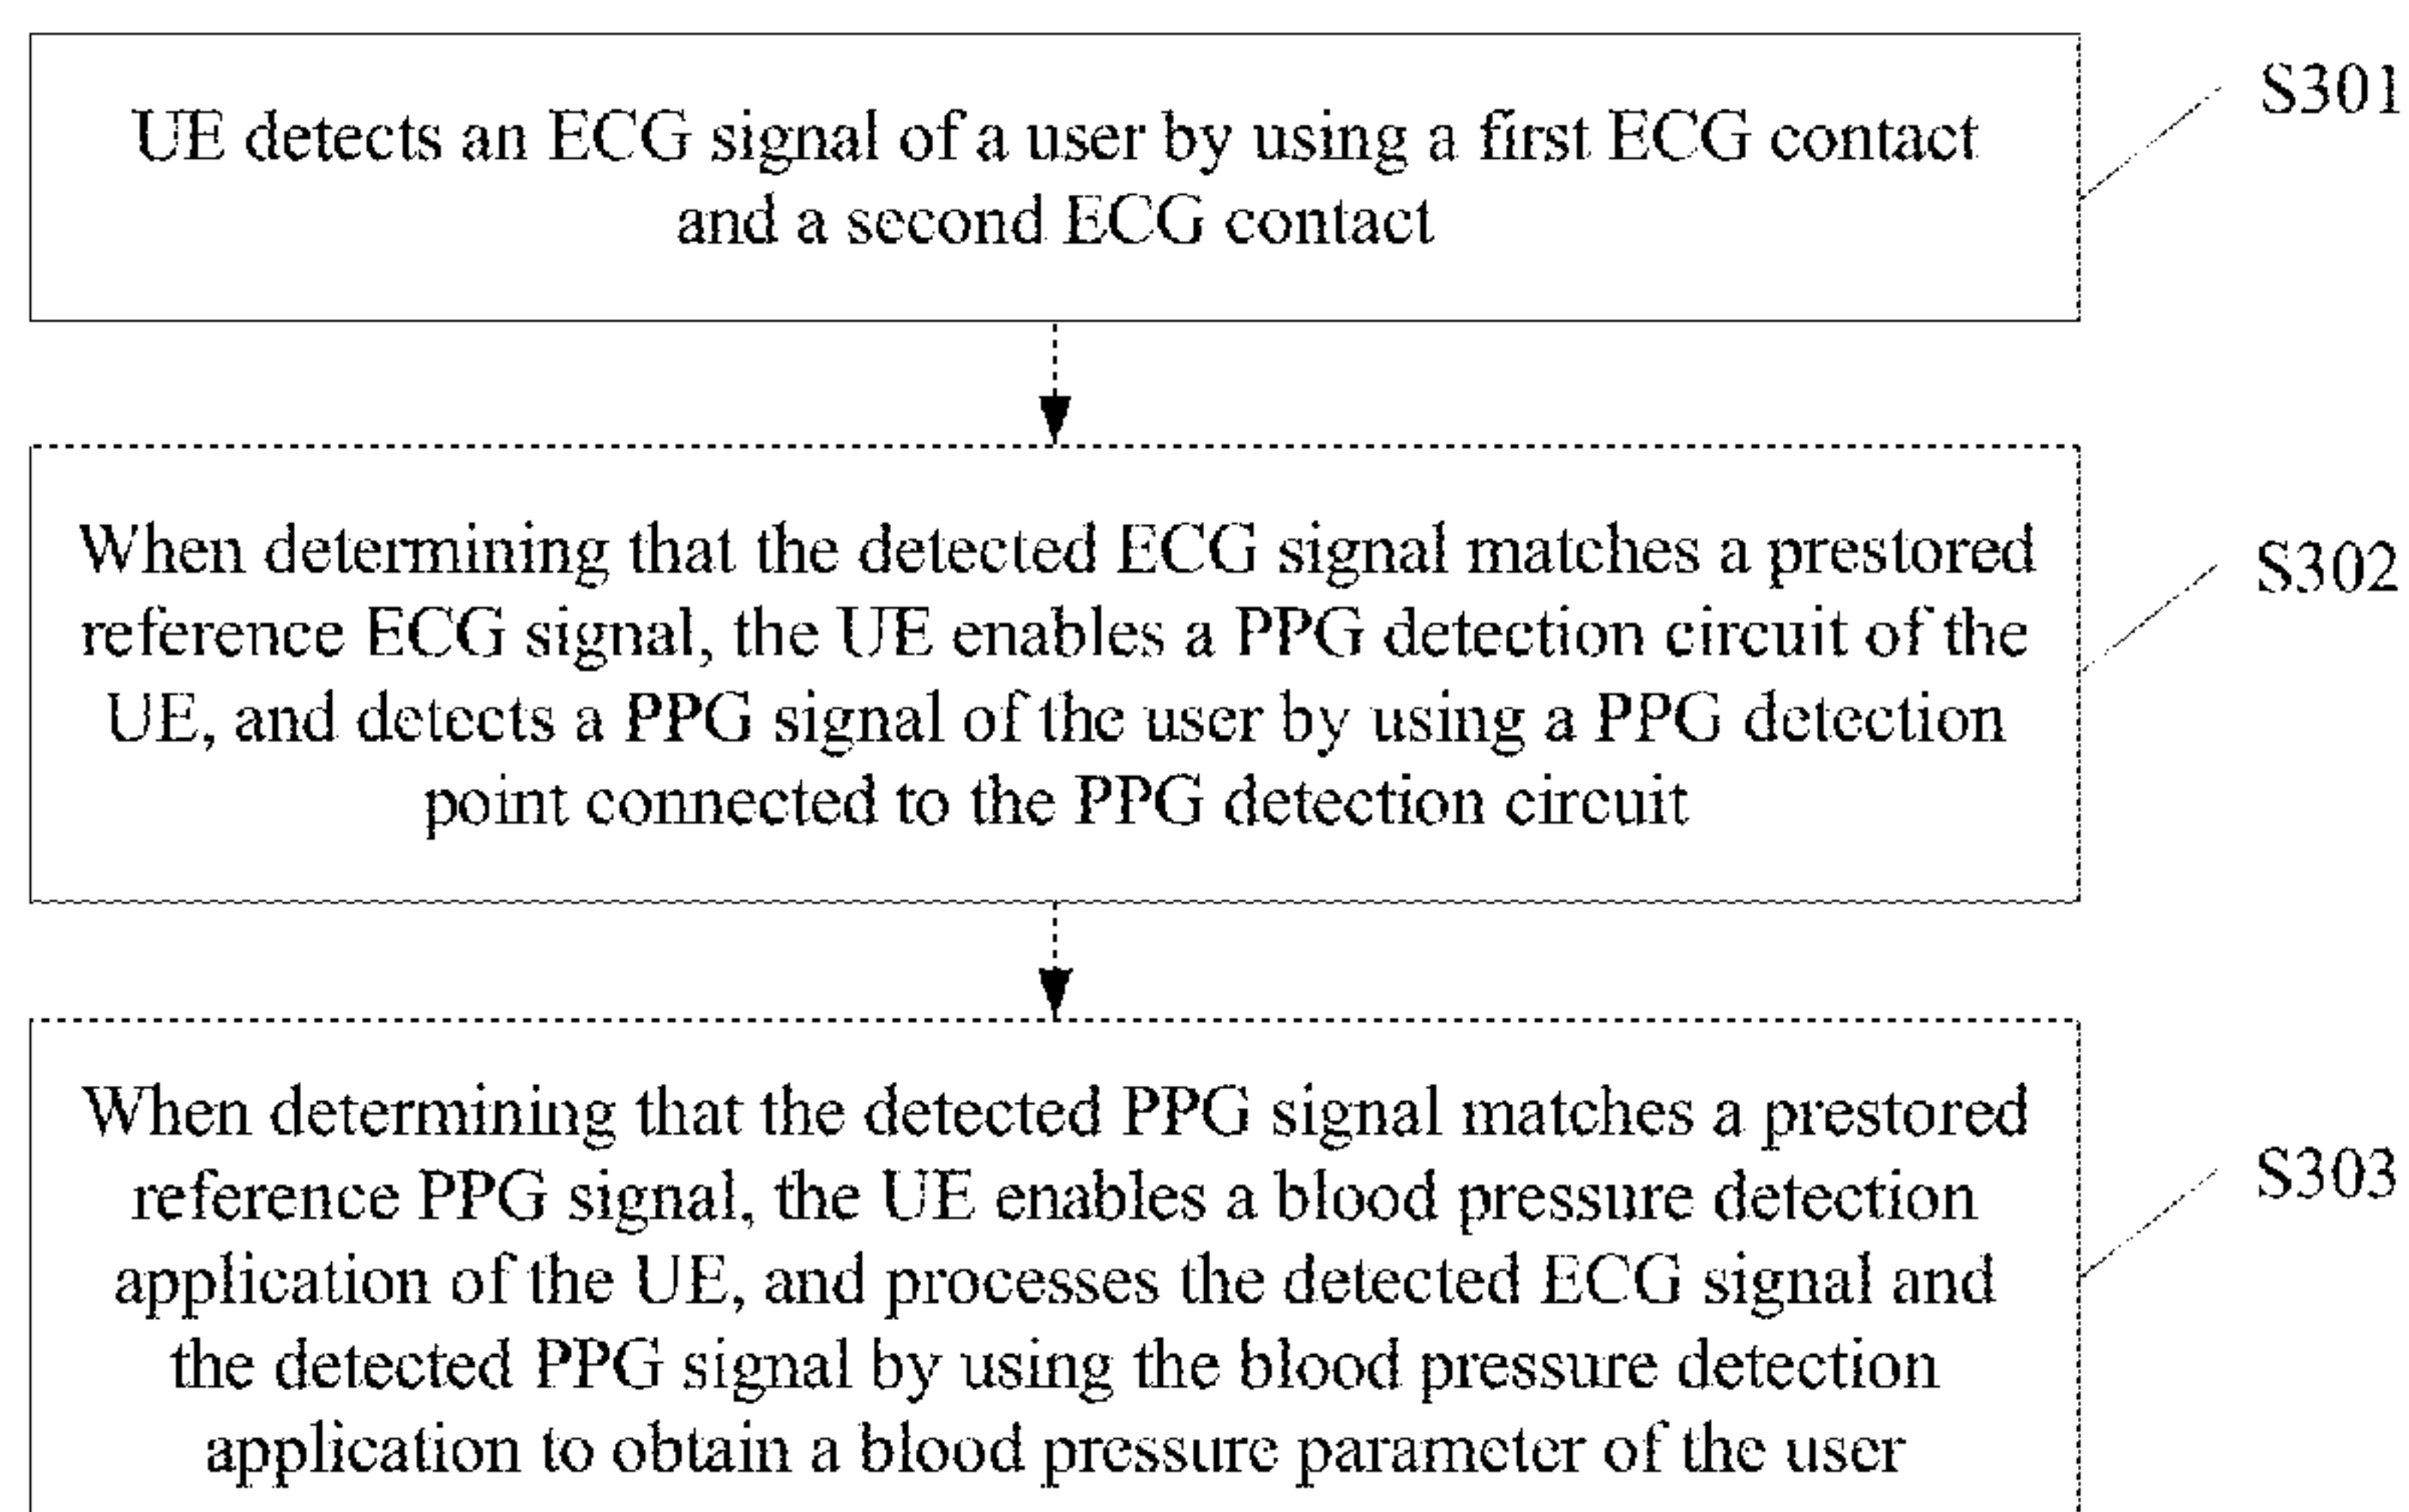 UE detects an ECG signal of a user by using a first ECG contact
and a second ECG contact
S301
When determining that the detected ECG signal matches a prestored
reference ECG signal, the UE enables a PPG detection circuit of the
UE, and detects a PPG signal of the user by using a PPG detection
point connected to the PPG detection circuit
S302
When determining that the detected PPG signal matches a prestored
reference PPG signal, the UE enables a blood pressure detection
application of the UE, and processes the detected ECG signal and
the detected PPG signal by using the blood pressure detection
application to obtain a blood pressure parameter of the user
S303